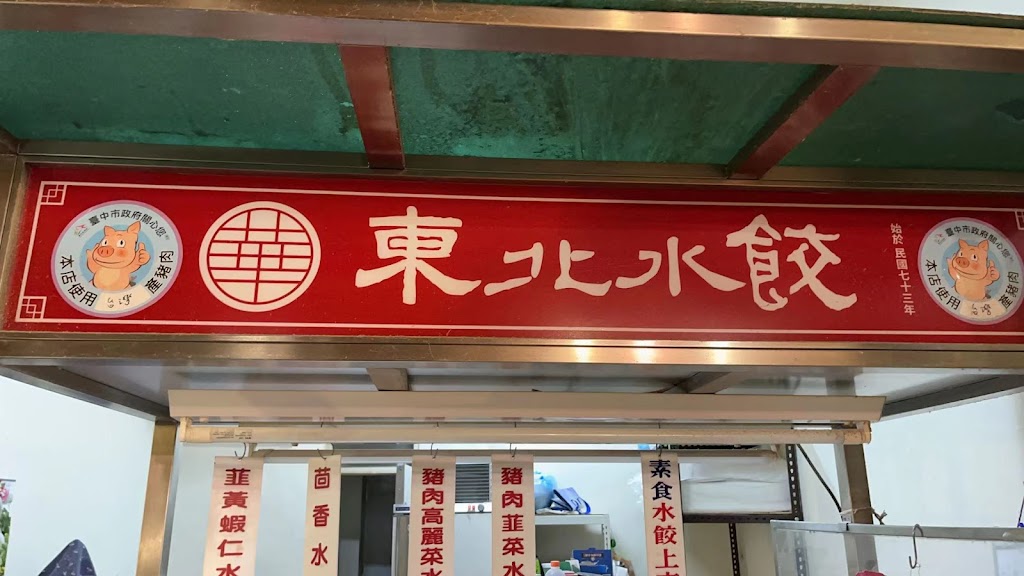 臺中市政府關心您
本店使用台灣產豬肉
華
東北水餃
始於民國七十三年
臺中市政府關心您
本店使用台灣產豬肉
韮黃蝦仁水
茴香水
豬肉高麗菜水
豬肉韮菜水
素食水餃上